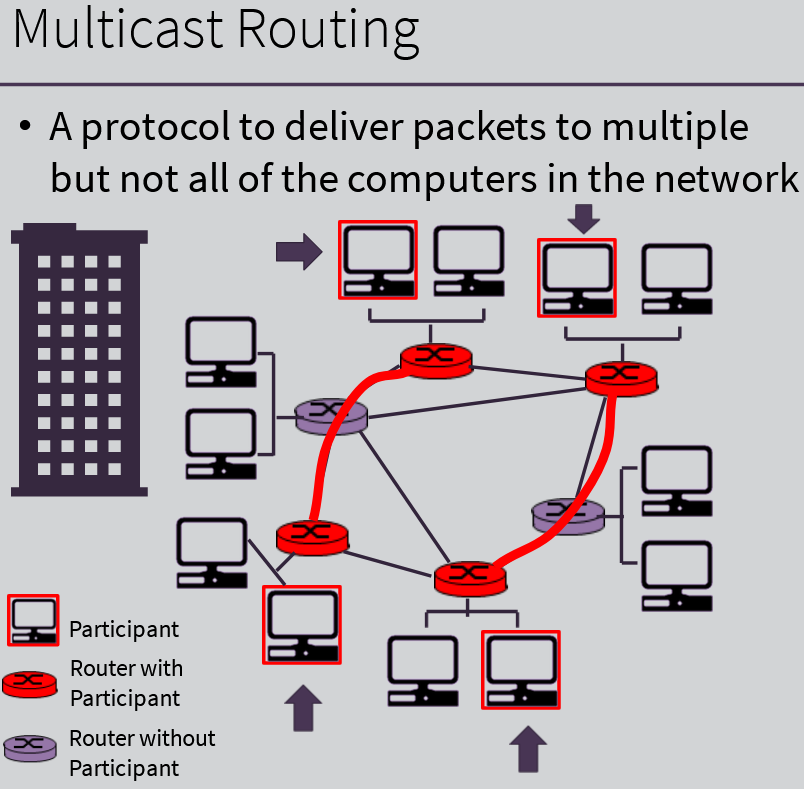 Multicast Routing
• A protocol to deliver packets to multiple
but not all of the computers in the network
Participant
Router with
Participant
Router without
Participant